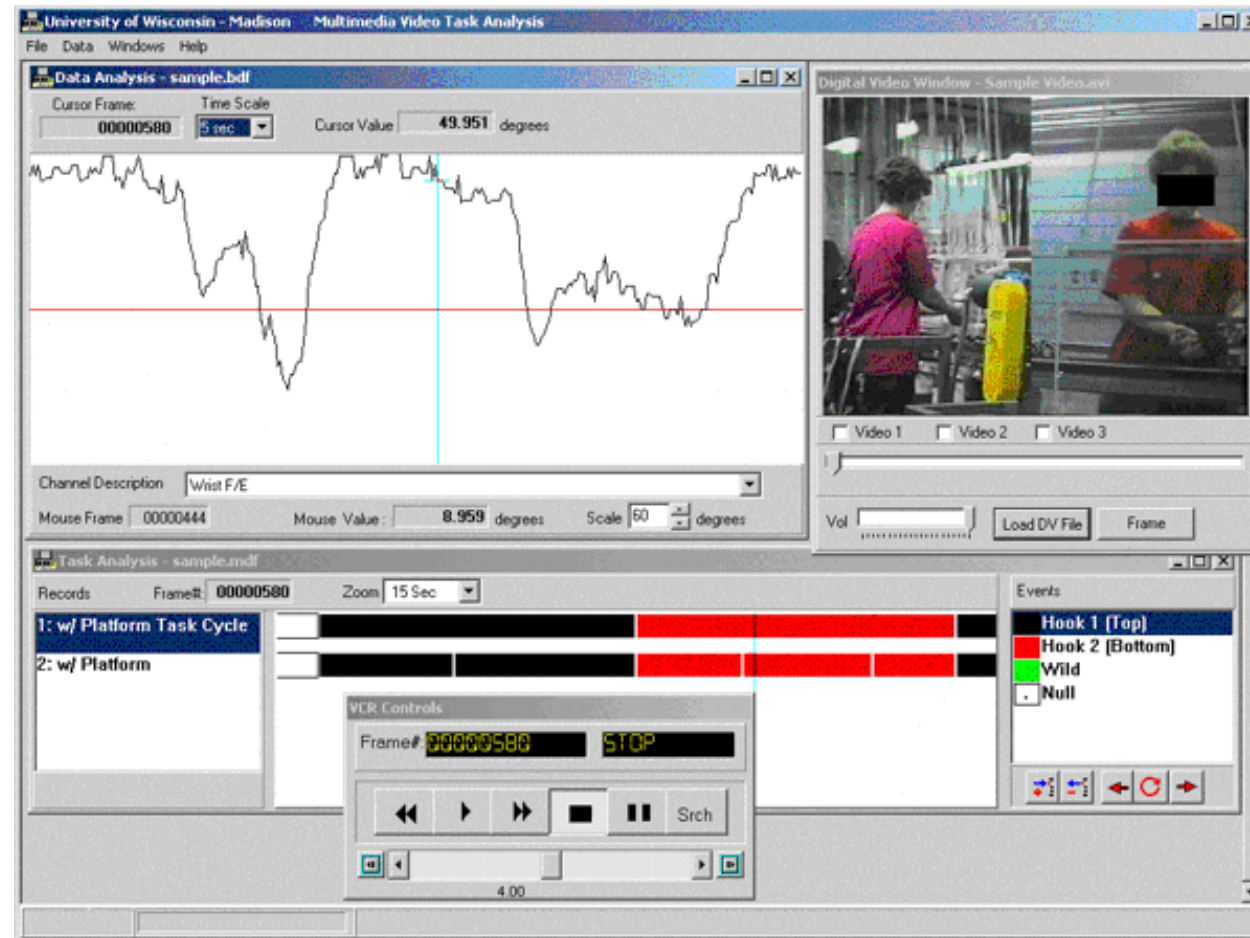 University of Wisconsin - Madison Multimedia Video Task Analysis
File Data Windows Help
Data Analysis - sample.bdf
Cursor Frame: Time Scale
00000580 5 sec Cursor Value 49.951 degrees
Channel Description Wrist F/E
Mouse Frame 00000444 Mouse Value : 8.959 degrees Scale 60 degrees
Digital Video Window - Sample Video.avi
Video 1 Video 2 Video 3
Vol Load DV File Frame
Task Analysis - sample.mdf
Records Frame#: 00000580 Zoom 15 Sec
1: w/ Platform Task Cycle
2: w/ Platform
Events
Hook 1 (Top)
Hook 2 (Bottom)
Wild
. Null
VCR Controls
Frame#: 00000580 STOP
Srch
4.00